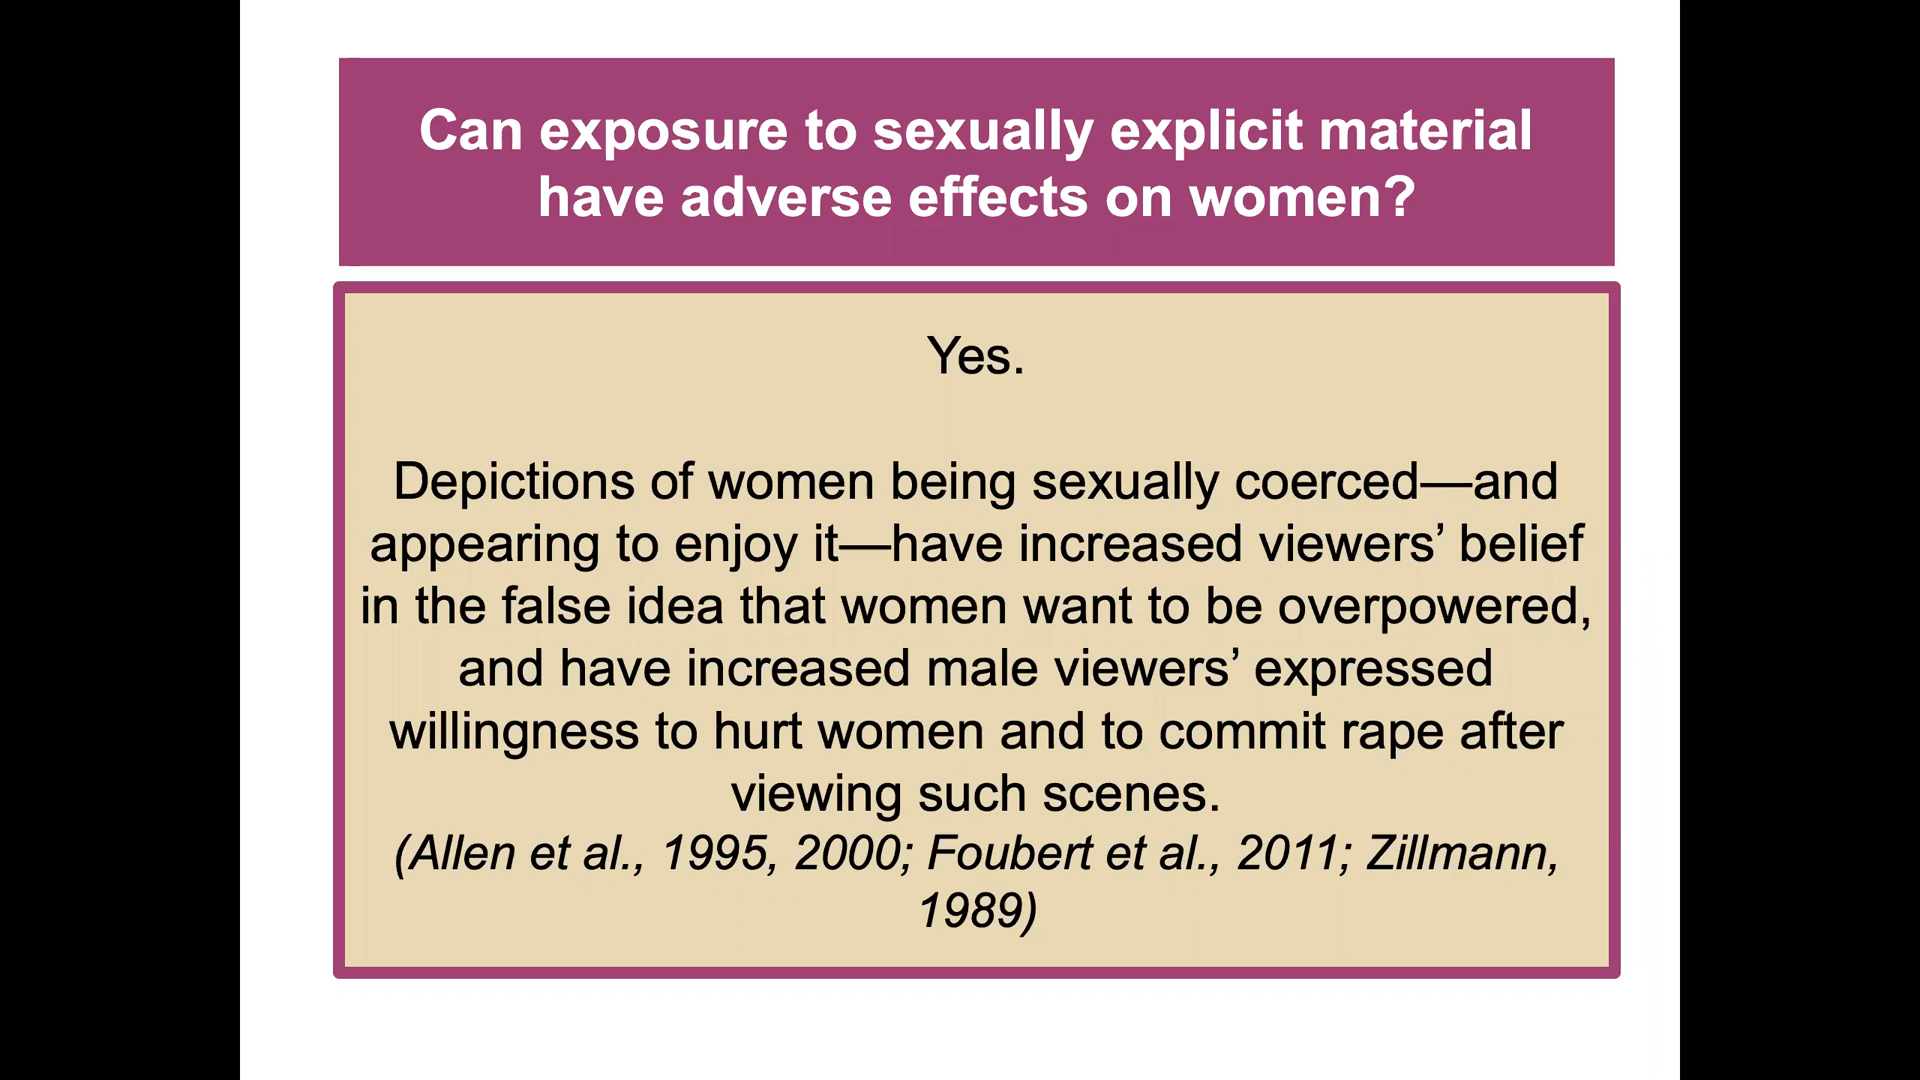 Can exposure to sexually explicit material
have adverse effects on women?
Yes.
Depictions of women being sexually coerced—and
appearing to enjoy it—have increased viewers’ belief
in the false idea that women want to be overpowered,
and have increased male viewers’ expressed
willingness to hurt women and to commit rape after
viewing such scenes.
(Allen et al., 1995, 2000; Foubert et al., 2011; Zillmann,
1989)